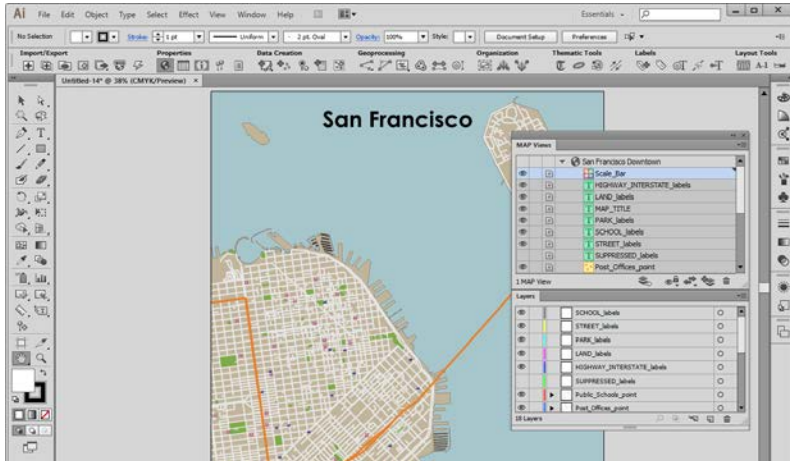 Ai File Edit Object Type Select Effect View Window Help Essentials
No Selection Stroke: 1 pt Uniform 2 pt. Oval Opacity: 100% Style: Document Setup Preferences
Import/Export Properties Data Creation Geoprocessing Organization Thematic Tools Labels Layout Tools
Untitled-14* @ 38% (CMYK/Preview) ×
San Francisco
MAP Views
San Francisco Downtown
Scale_Bar
HIGHWAY_INTERSTATE_labels
LAND_labels
MAP_TITLE
PARK_labels
SCHOOL_labels
STREET_labels
SUPPRESSED_labels
Post_Offices_point
1 MAP View
Layers
SCHOOL_labels
STREET_labels
PARK_labels
LAND_labels
HIGHWAY_INTERSTATE_labels
SUPPRESSED_labels
Public_Schools_point
Post_Offices_point
18 Layers